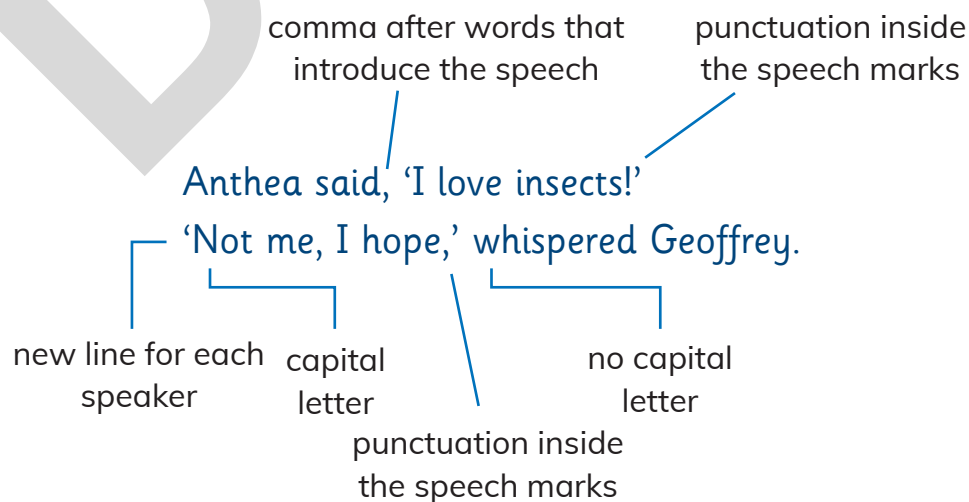 comma after words that
introduce the speech
punctuation inside
the speech marks
Anthea said, ‘I love insects!’
‘Not me, I hope,’ whispered Geoffrey.
new line for each
speaker
capital
letter
no capital
letter
punctuation inside
the speech marks